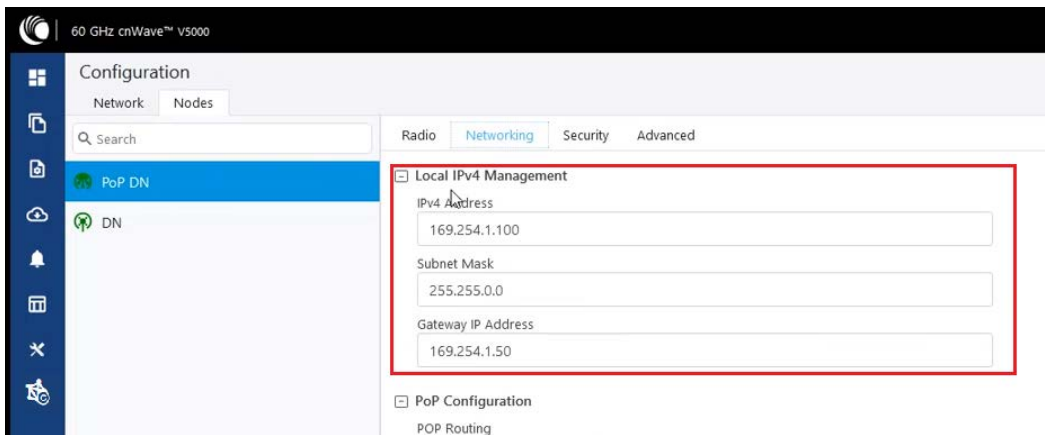 60 GHz cnWave™ V5000
Configuration
Network Nodes
Search
Radio Networking Security Advanced
PoP DN
DN
Local IPv4 Management
IPv4 Address
169.254.1.100
Subnet Mask
255.255.0.0
Gateway IP Address
169.254.1.50
PoP Configuration
POP Routing